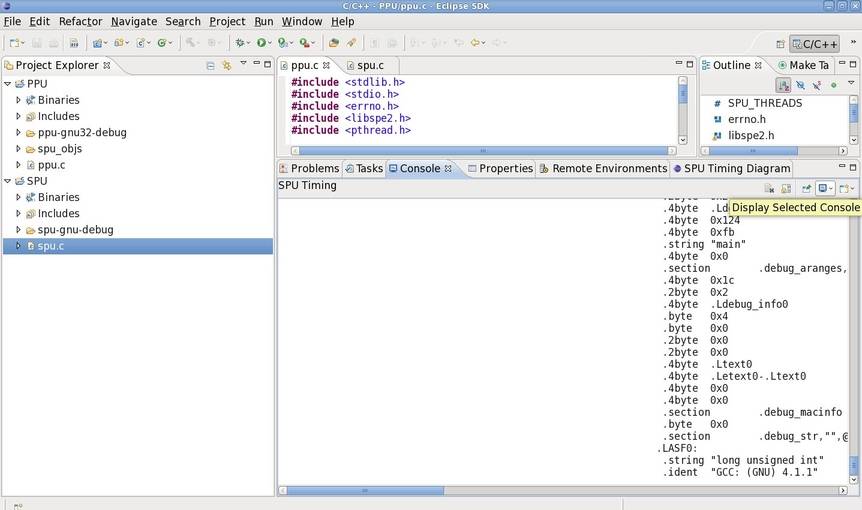 C/C++ - PPU/ppu.c - Eclipse SDK
File Edit Refactor Navigate Search Project Run Window Help
C/C++
Project Explorer
PPU
Binaries
Includes
ppu-gnu32-debug
spu_objs
ppu.c
SPU
Binaries
Includes
spu-gnu-debug
spu.c
ppu.c spu.c
#include <stdlib.h>
#include <stdio.h>
#include <errno.h>
#include <libspe2.h>
#include <pthread.h>
Outline Make Ta
SPU_THREADS
errno.h
libspe2.h
Problems Tasks Console Properties Remote Environments SPU Timing Diagram
SPU Timing
Display Selected Console
.4byte 0x124
.4byte 0xfb
.string "main"
.4byte 0x0
.section .debug_aranges,
.4byte 0x1c
.2byte 0x2
.4byte .Ldebug_info0
.byte 0x4
.byte 0x0
.2byte 0x0
.2byte 0x0
.4byte .Ltext0
.4byte .Letext0-.Ltext0
.4byte 0x0
.4byte 0x0
.section .debug_macinfo
.byte 0x0
.section .debug_str,"",@
.LASF0:
.string "long unsigned int"
.ident "GCC: (GNU) 4.1.1"